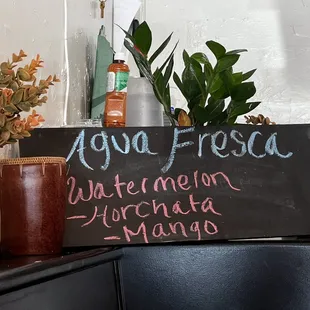 Agua fresca
Watermelon
- Horchata
- Mango